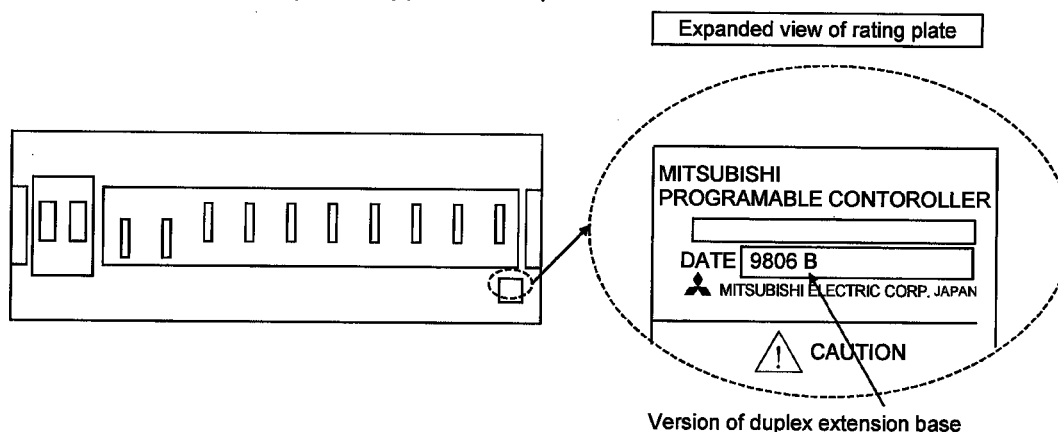 Expanded view of rating plate
MITSUBISHI
PROGRAMABLE CONTOROLLER
DATE 9806 B
MITSUBISHI ELECTRIC CORP. JAPAN
! CAUTION
Version of duplex extension base